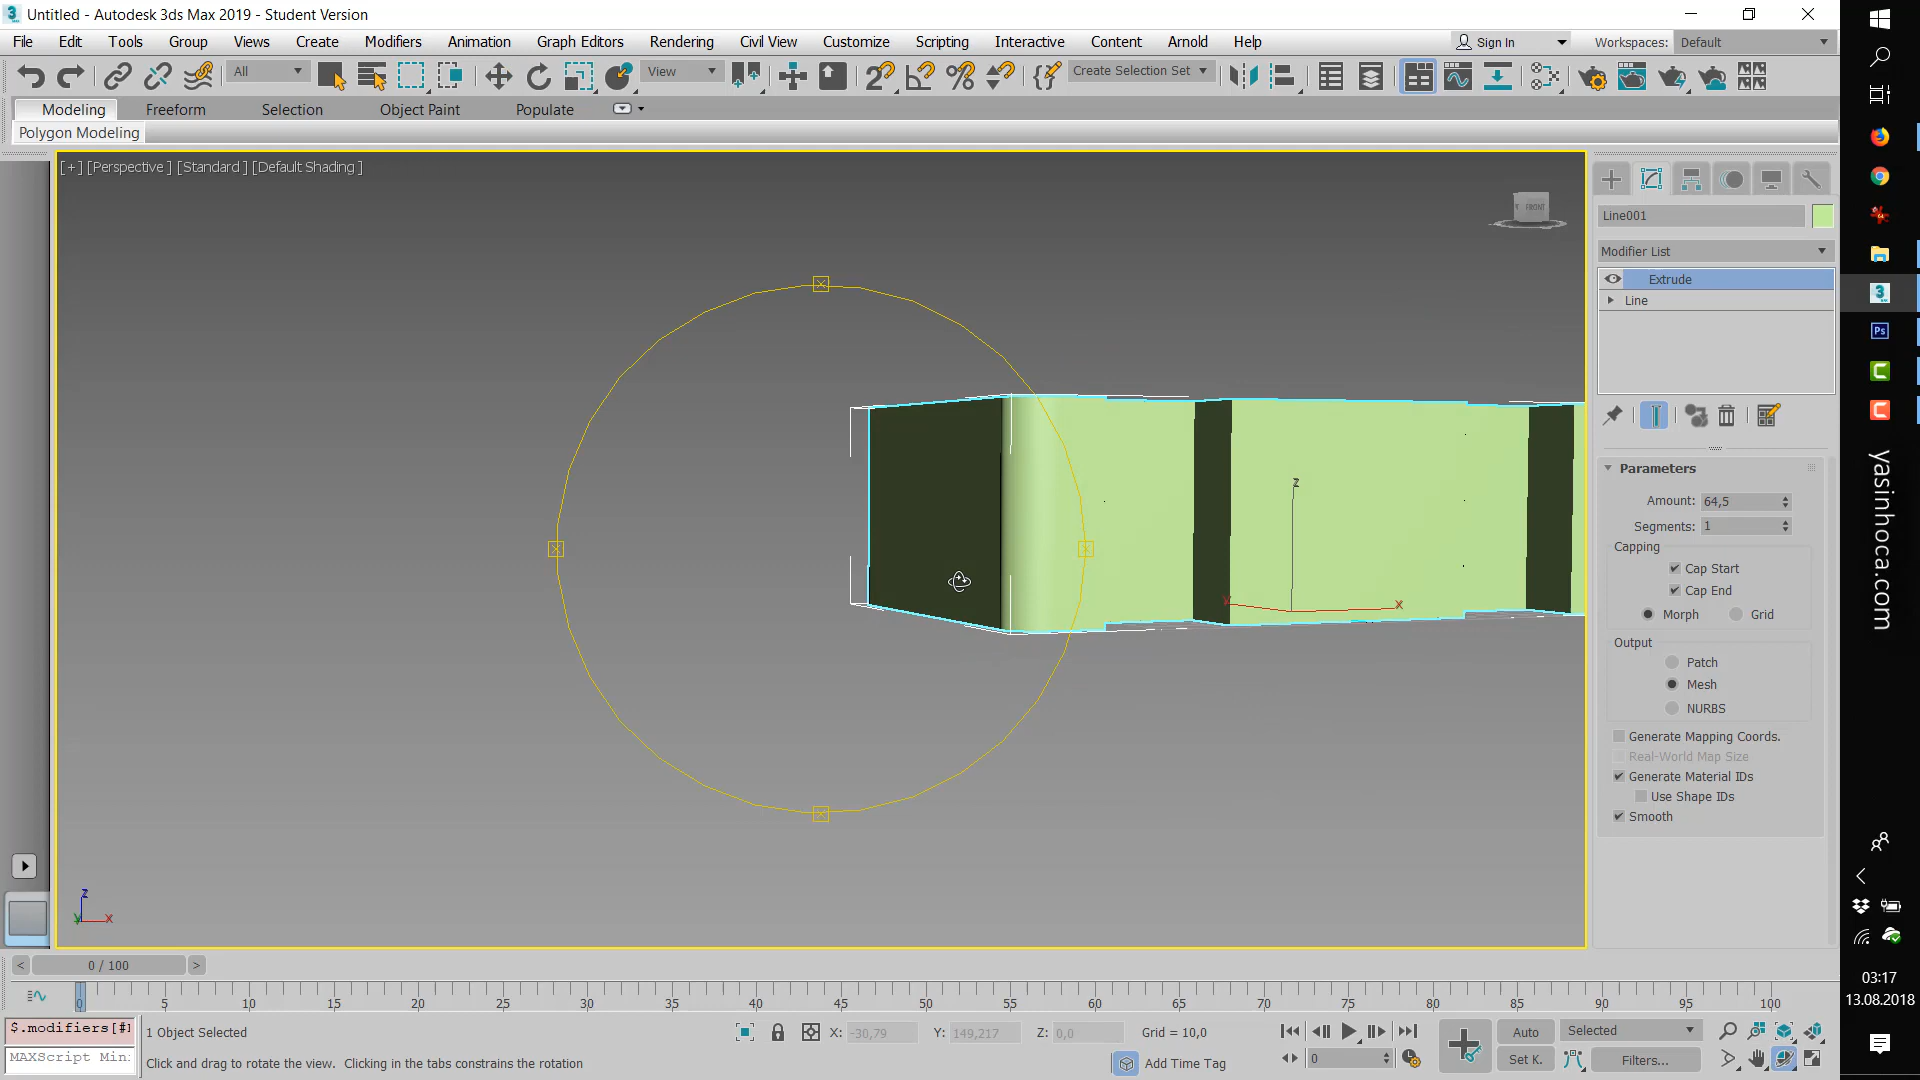 Untitled - Autodesk 3ds Max 2019 - Student Version
File Edit Tools Group Views Create Modifiers Animation Graph Editors Rendering Civil View Customize Scripting Interactive Content Arnold Help
Sign In
Workspaces: Default
All
View
Create Selection Set
Modeling Freeform Selection Object Paint Populate
Polygon Modeling
[+] [Perspective ] [Standard ] [Default Shading ]
FRONT
Line001
Modifier List
Extrude
Line
Parameters
Amount: 64,5
Segments: 1
Capping
Cap Start
Cap End
Morph Grid
Output
Patch
Mesh
NURBS
Generate Mapping Coords.
Real-World Map Size
Generate Material IDs
Use Shape IDs
Smooth
z
x
z
y x
Ps
yasinhoca.com
03:17
13.08.2018
< 0 / 100 >
0 5 10 15 20 25 30 35 40 45 50 55 60 65 70 75 80 85 90 95 100
$.modifiers[#1
MAXScript Min:
1 Object Selected
Click and drag to rotate the view. Clicking in the tabs constrains the rotation
X: -30,79 Y: 149,217 Z: 0,0 Grid = 10,0
Add Time Tag
0
Auto
Set K.
Selected
Filters...